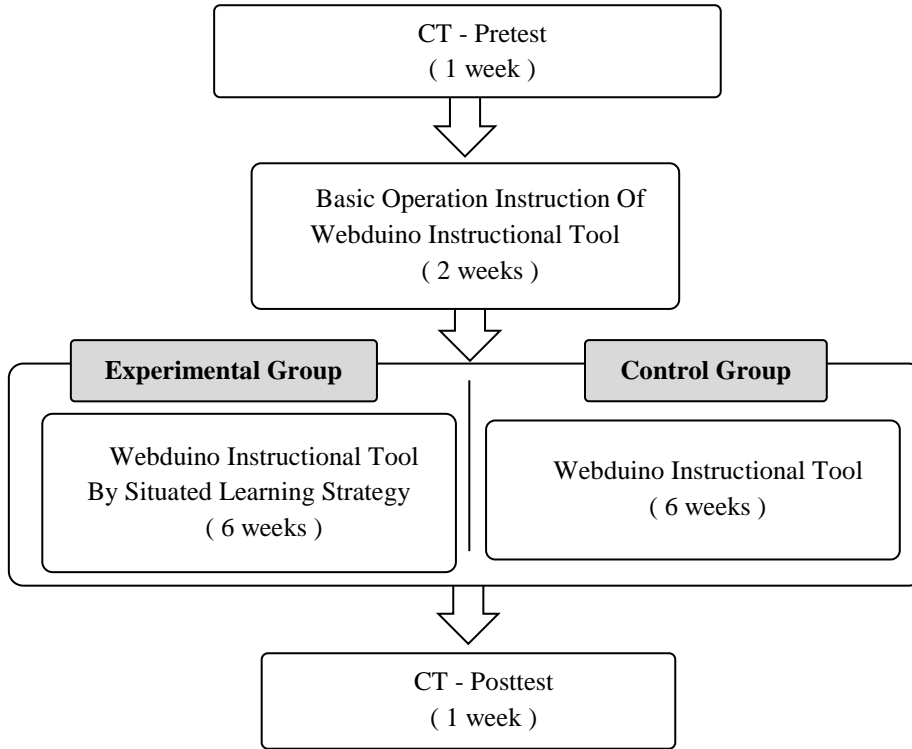 CT - Pretest
( 1 week )
Basic Operation Instruction Of
Webduino Instructional Tool
( 2 weeks )
Experimental Group
Control Group
Webduino Instructional Tool
By Situated Learning Strategy
( 6 weeks )
Webduino Instructional Tool
( 6 weeks )
CT - Posttest
( 1 week )